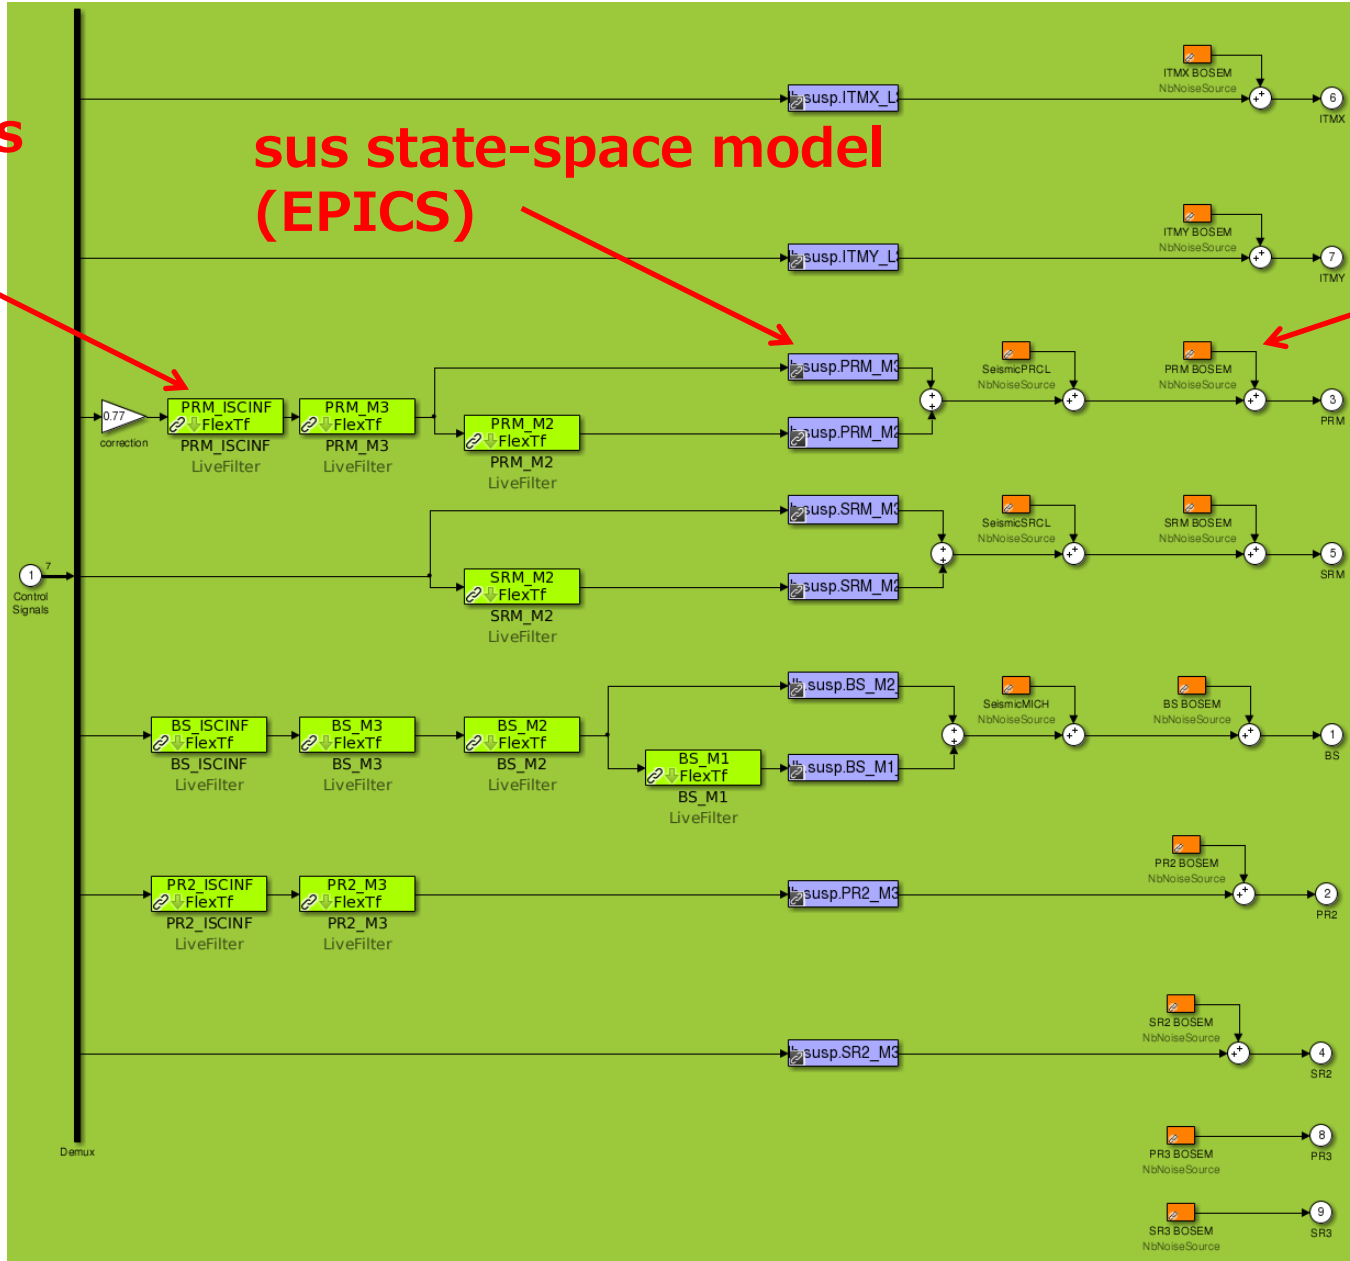 ITMX BOSEM
NbNoiseSource
susp.ITMX_L
6
ITMX
s
sus state-space model
(EPICS)
ITMY BOSEM
NbNoiseSource
susp.ITMY_L
7
ITMY
SeismicPRCL
NbNoiseSource
PRM BOSEM
NbNoiseSource
susp.PRM_M3
0.77
correction
PRM_ISCINF
FlexTf
PRM_ISCINF
LiveFilter
PRM_M3
FlexTf
PRM_M3
LiveFilter
PRM_M2
FlexTf
PRM_M2
LiveFilter
susp.PRM_M2
3
PRM
susp.SRM_M3
SeismicSRCL
NbNoiseSource
SRM BOSEM
NbNoiseSource
5
SRM
1
7
Control
Signals
SRM_M2
FlexTf
SRM_M2
LiveFilter
susp.SRM_M2
susp.BS_M2_
SeismicMICH
NbNoiseSource
BS BOSEM
NbNoiseSource
BS_ISCINF
FlexTf
BS_ISCINF
LiveFilter
BS_M3
FlexTf
BS_M3
LiveFilter
BS_M2
FlexTf
BS_M2
LiveFilter
BS_M1
FlexTf
BS_M1
LiveFilter
susp.BS_M1_
1
BS
PR2 BOSEM
NbNoiseSource
PR2_ISCINF
FlexTf
PR2_ISCINF
LiveFilter
PR2_M3
FlexTf
PR2_M3
LiveFilter
susp.PR2_M3
2
PR2
SR2 BOSEM
NbNoiseSource
susp.SR2_M3
4
SR2
Demux
PR3 BOSEM
NbNoiseSource
8
PR3
SR3 BOSEM
NbNoiseSource
9
SR3